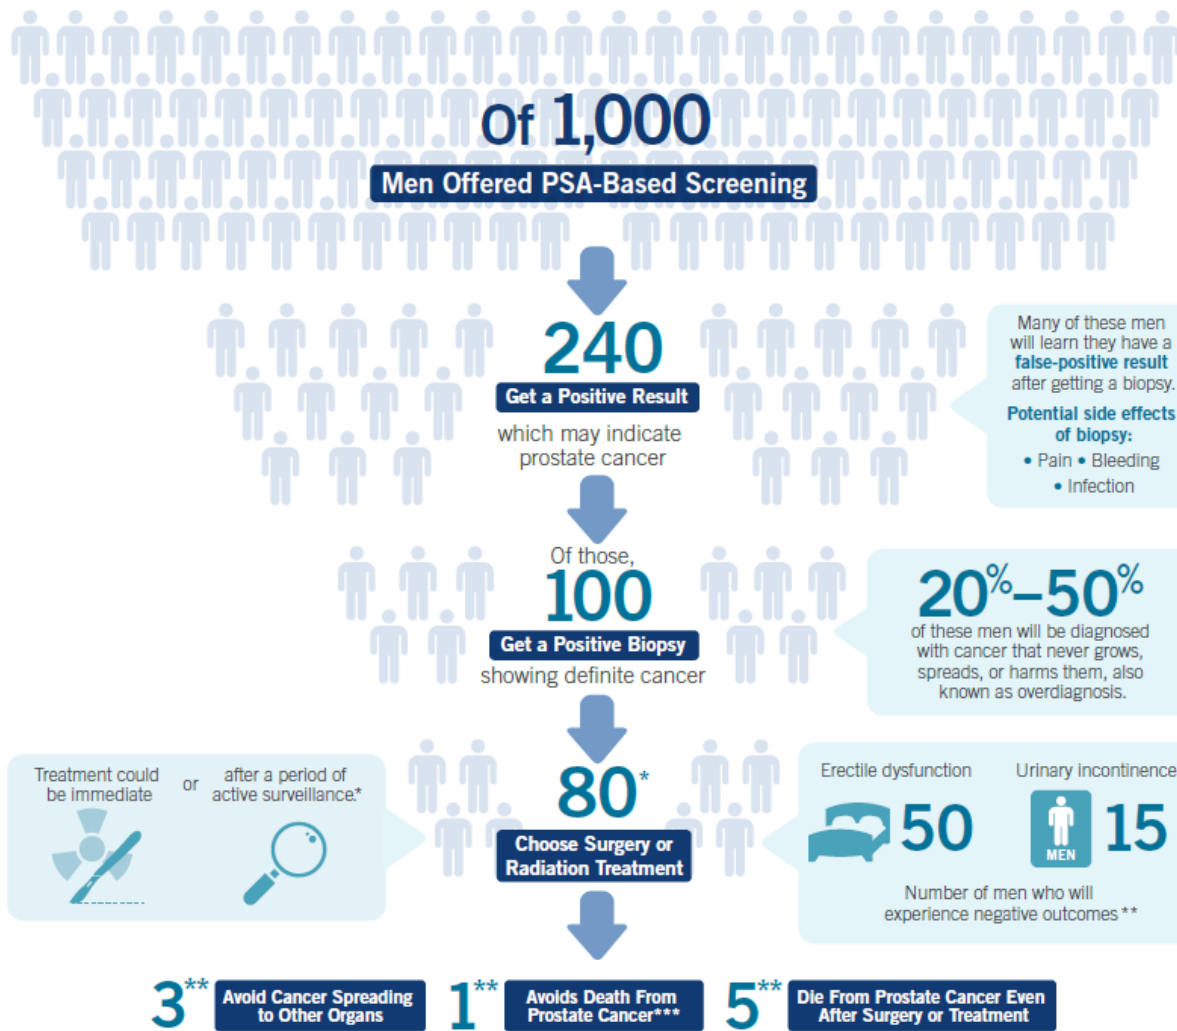 Of 1,000
Men Offered PSA-Based Screening
240
Get a Positive Result
which may indicate
prostate cancer
Many of these men
will learn they have a
false-positive result
after getting a biopsy.
Potential side effects
of biopsy:
• Pain • Bleeding
• Infection
Of those,
100
Get a Positive Biopsy
showing definite cancer
20%–50%
of these men will be diagnosed
with cancer that never grows,
spreads, or harms them, also
known as overdiagnosis.
80*
Choose Surgery or
Radiation Treatment
Treatment could
be immediate
or
after a period of
active surveillance.*
Erectile dysfunction
50
Urinary incontinence
MEN
15
Number of men who will
experience negative outcomes**
3**
Avoid Cancer Spreading
to Other Organs
1**
Avoids Death From
Prostate Cancer***
5**
Die From Prostate Cancer Even
After Surgery or Treatment